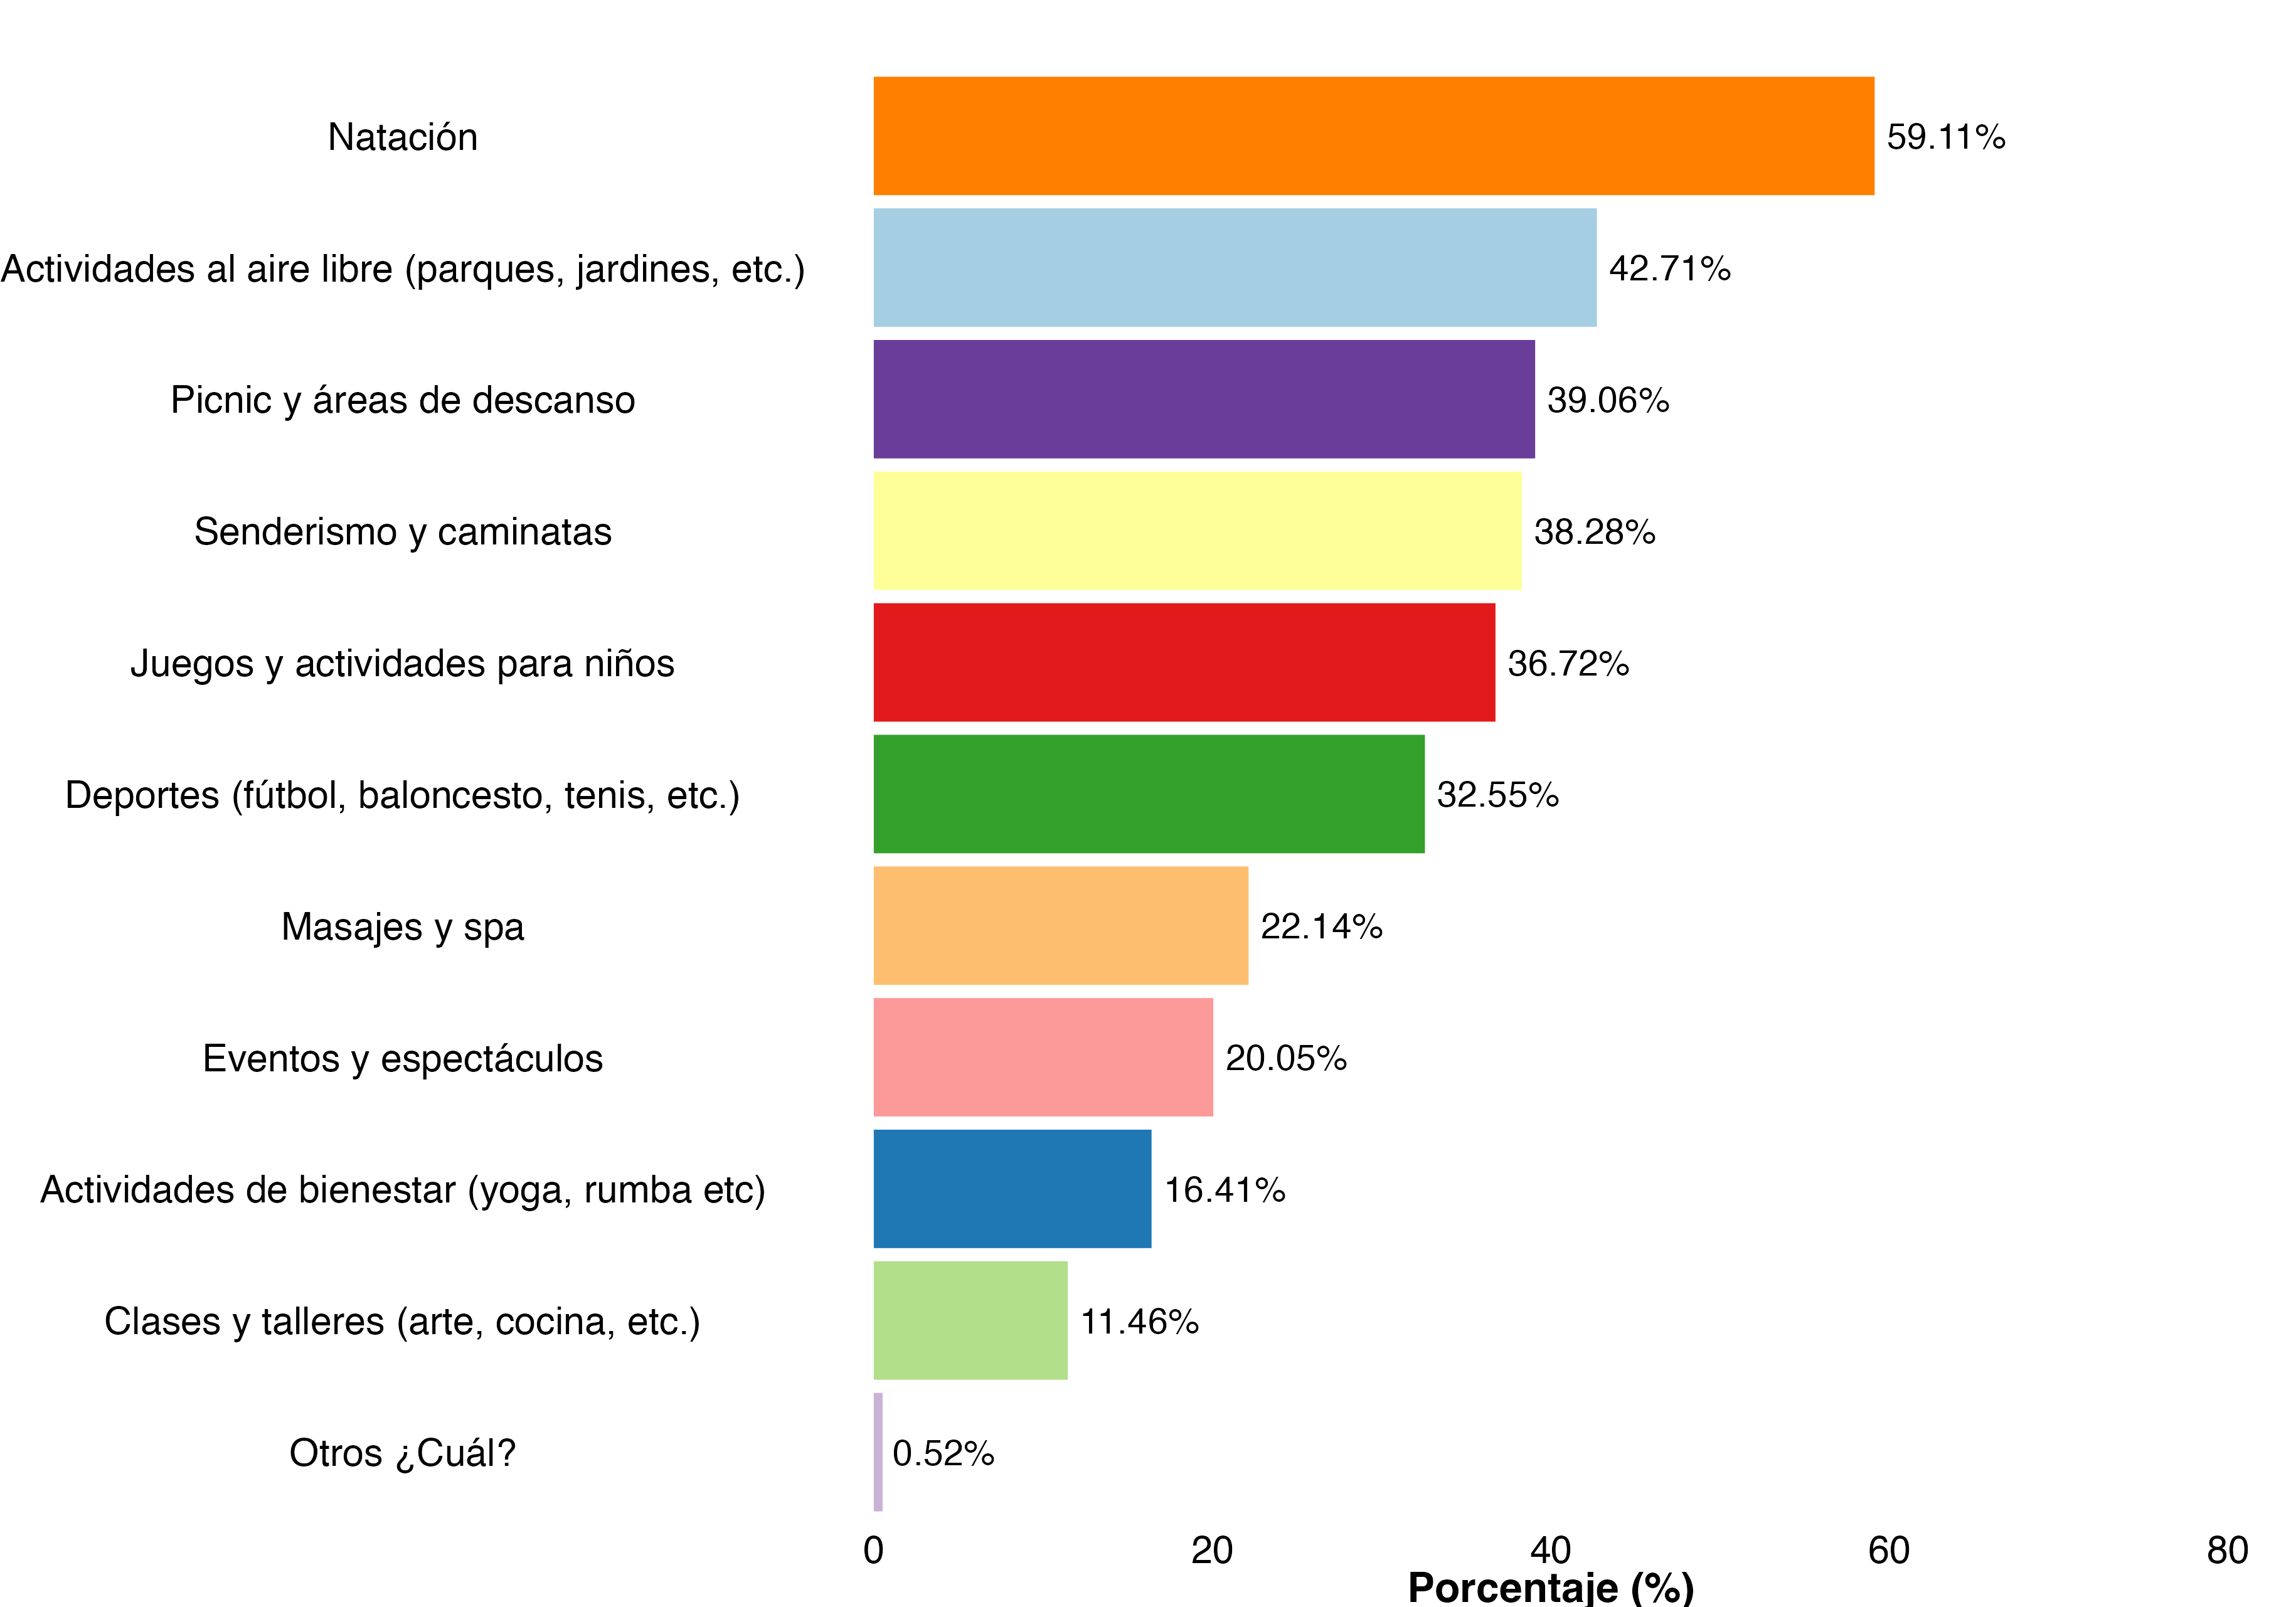 Natación 59.11%
Actividades al aire libre (parques, jardines, etc.) 42.71%
Picnic y áreas de descanso 39.06%
Senderismo y caminatas 38.28%
Juegos y actividades para niños 36.72%
Deportes (fútbol, baloncesto, tenis, etc.) 32.55%
Masajes y spa 22.14%
Eventos y espectáculos 20.05%
Actividades de bienestar (yoga, rumba etc) 16.41%
Clases y talleres (arte, cocina, etc.) 11.46%
Otros ¿Cuál? 0.52%
0 20 40 60 80
Porcentaje (%)